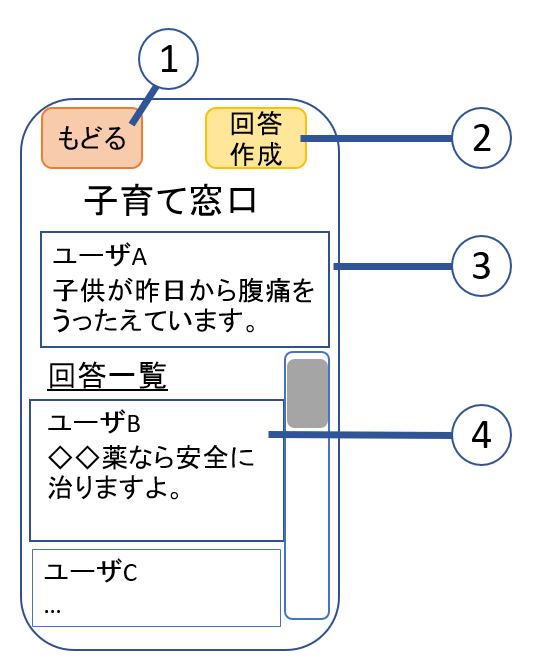 1
もどる
回答
作成
2
子育て窓口
ユーザA
子供が昨日から腹痛を
うったえています。
3
回答一覧
ユーザB
◇◇薬なら安全に
治りますよ。
4
ユーザC
...